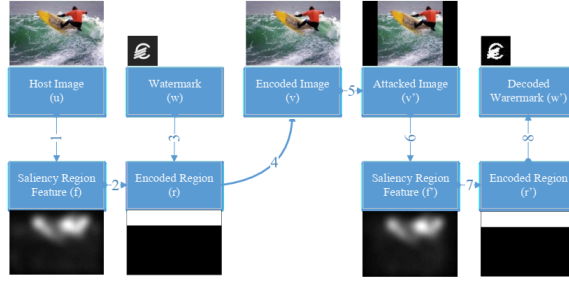 Host Image
(u)
Watermark
(w)
Encoded Image
(v)
5
Attacked Image
(v')
Decoded
Warermark (w')
1
3
4
6
8
Saliency Region
Feature (f)
2
Encoded Region
(r)
Saliency Region
Feature (f')
7
Encoded Region
(r')